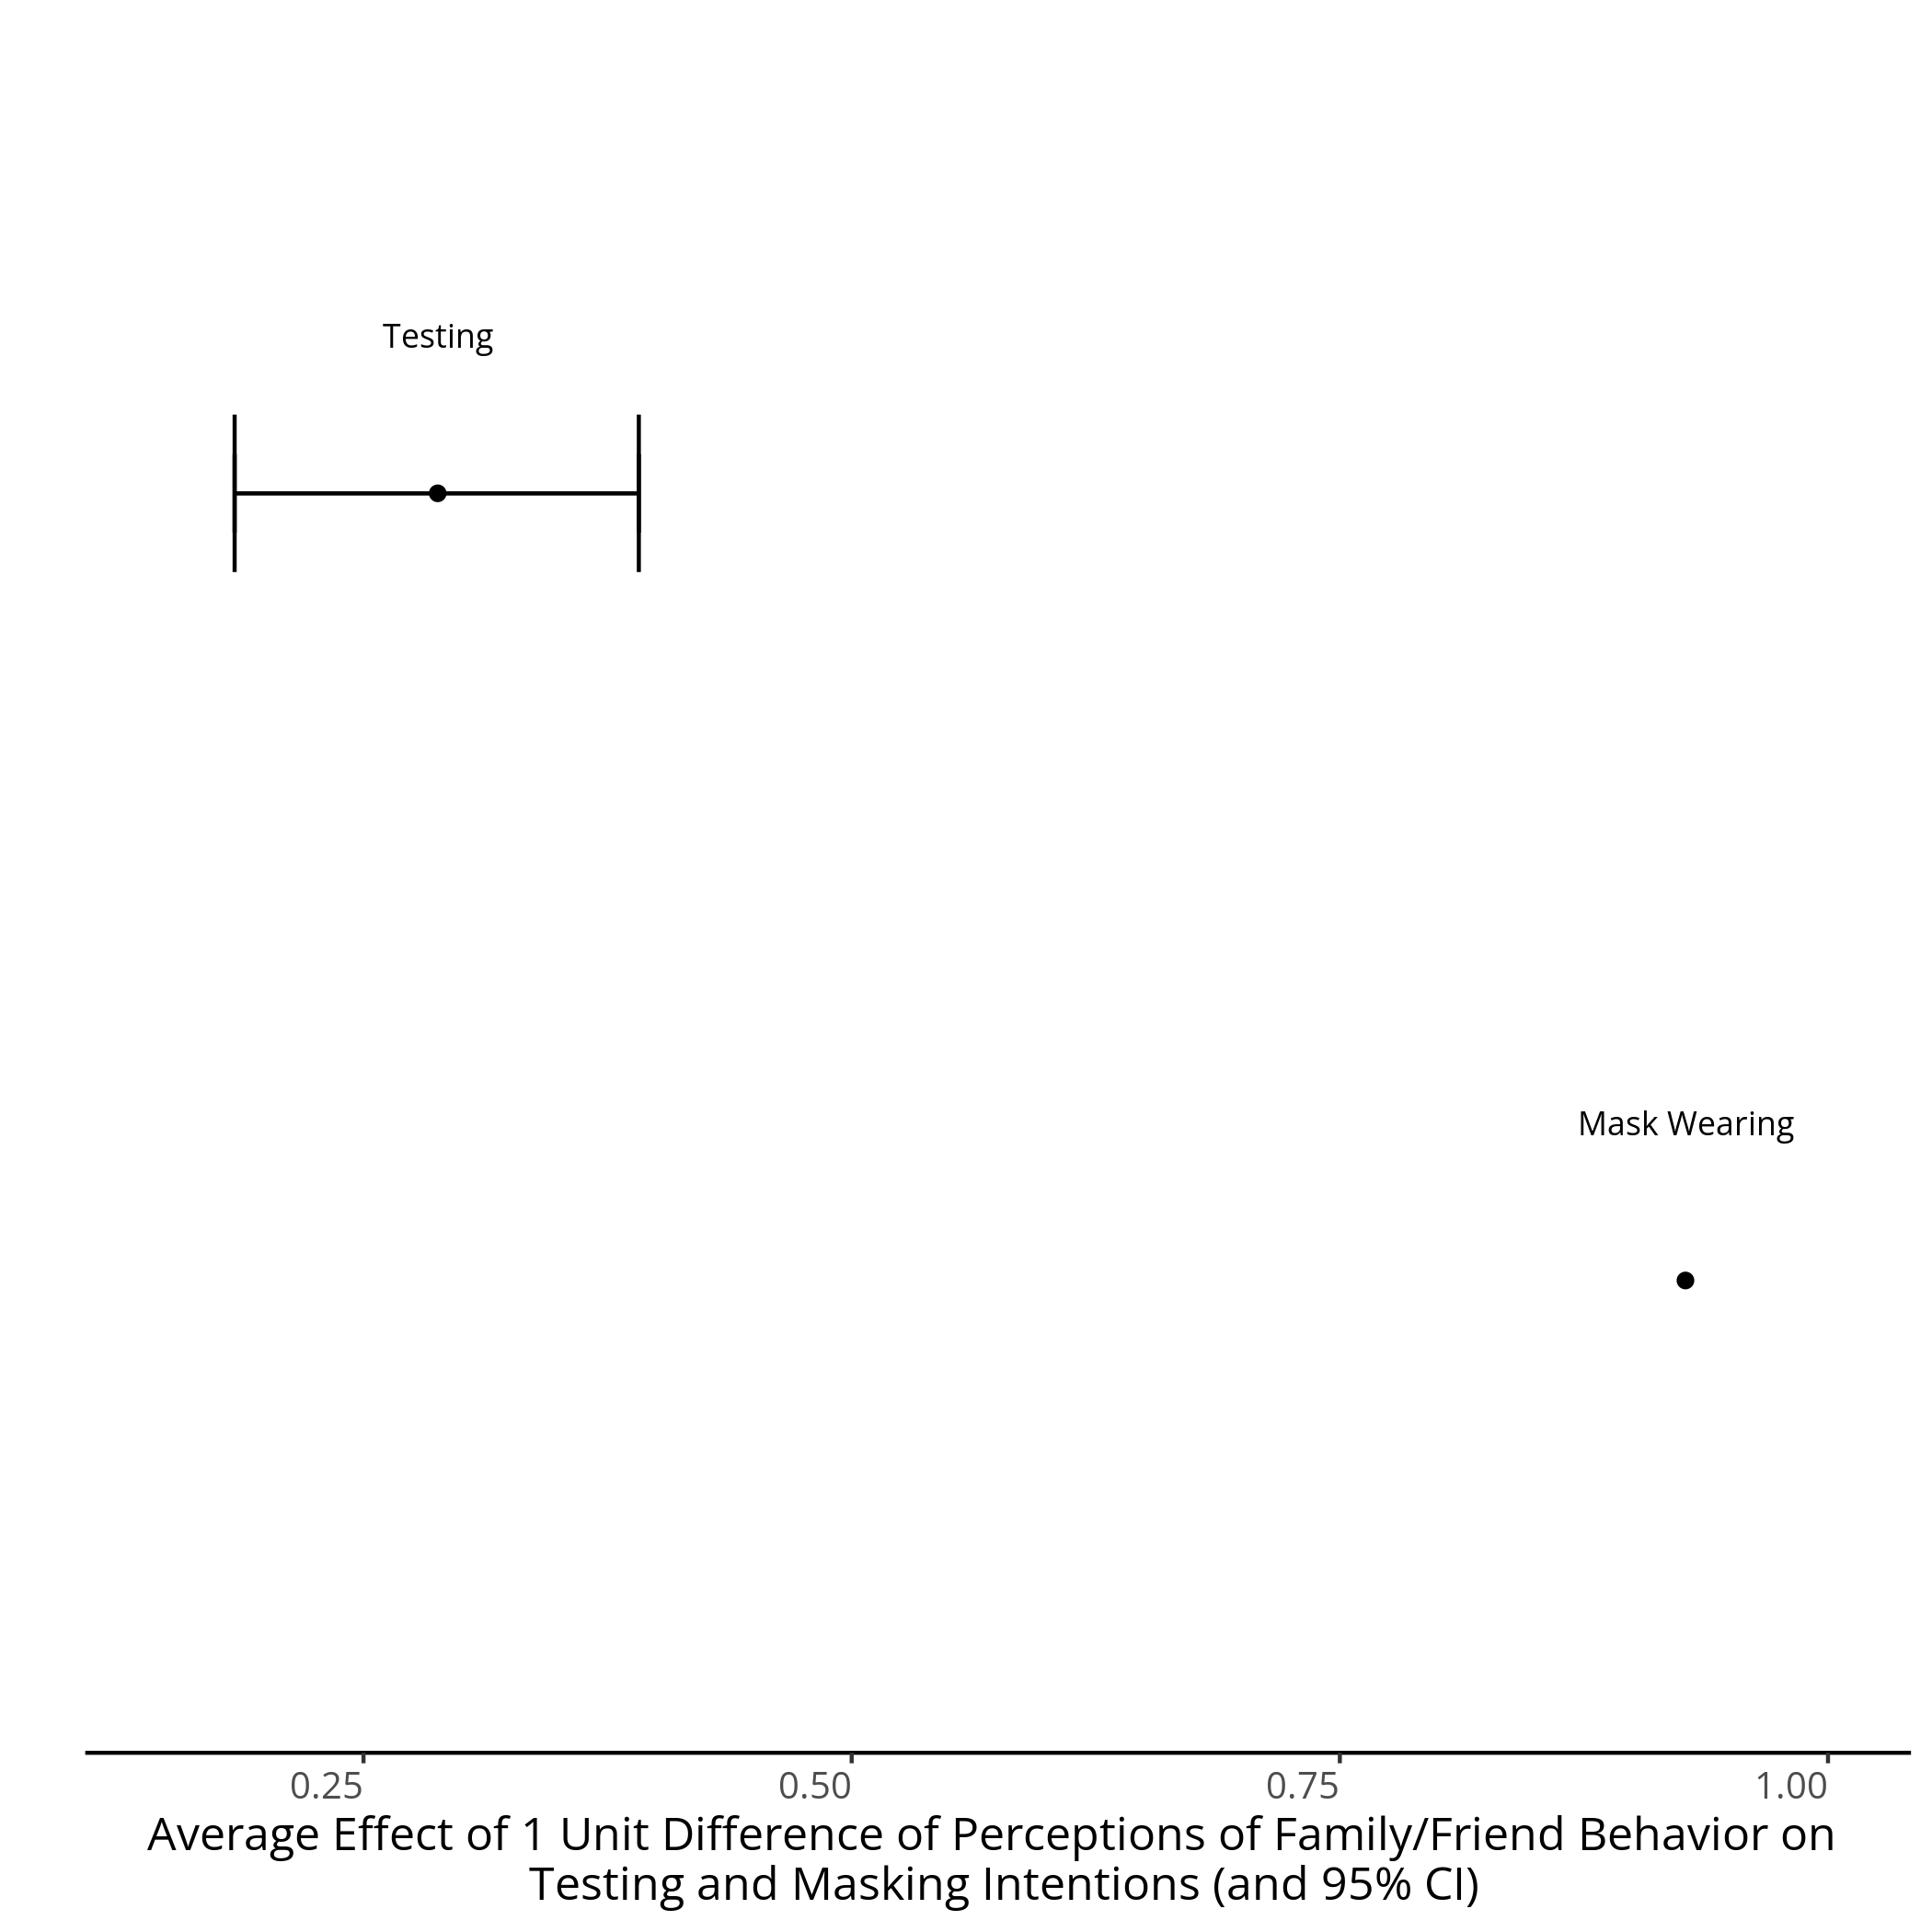 Testing
Mask Wearing
0.25 0.50 0.75 1.00
Average Effect of 1 Unit Difference of Perceptions of Family/Friend Behavior on
Testing and Masking Intentions (and 95% CI)